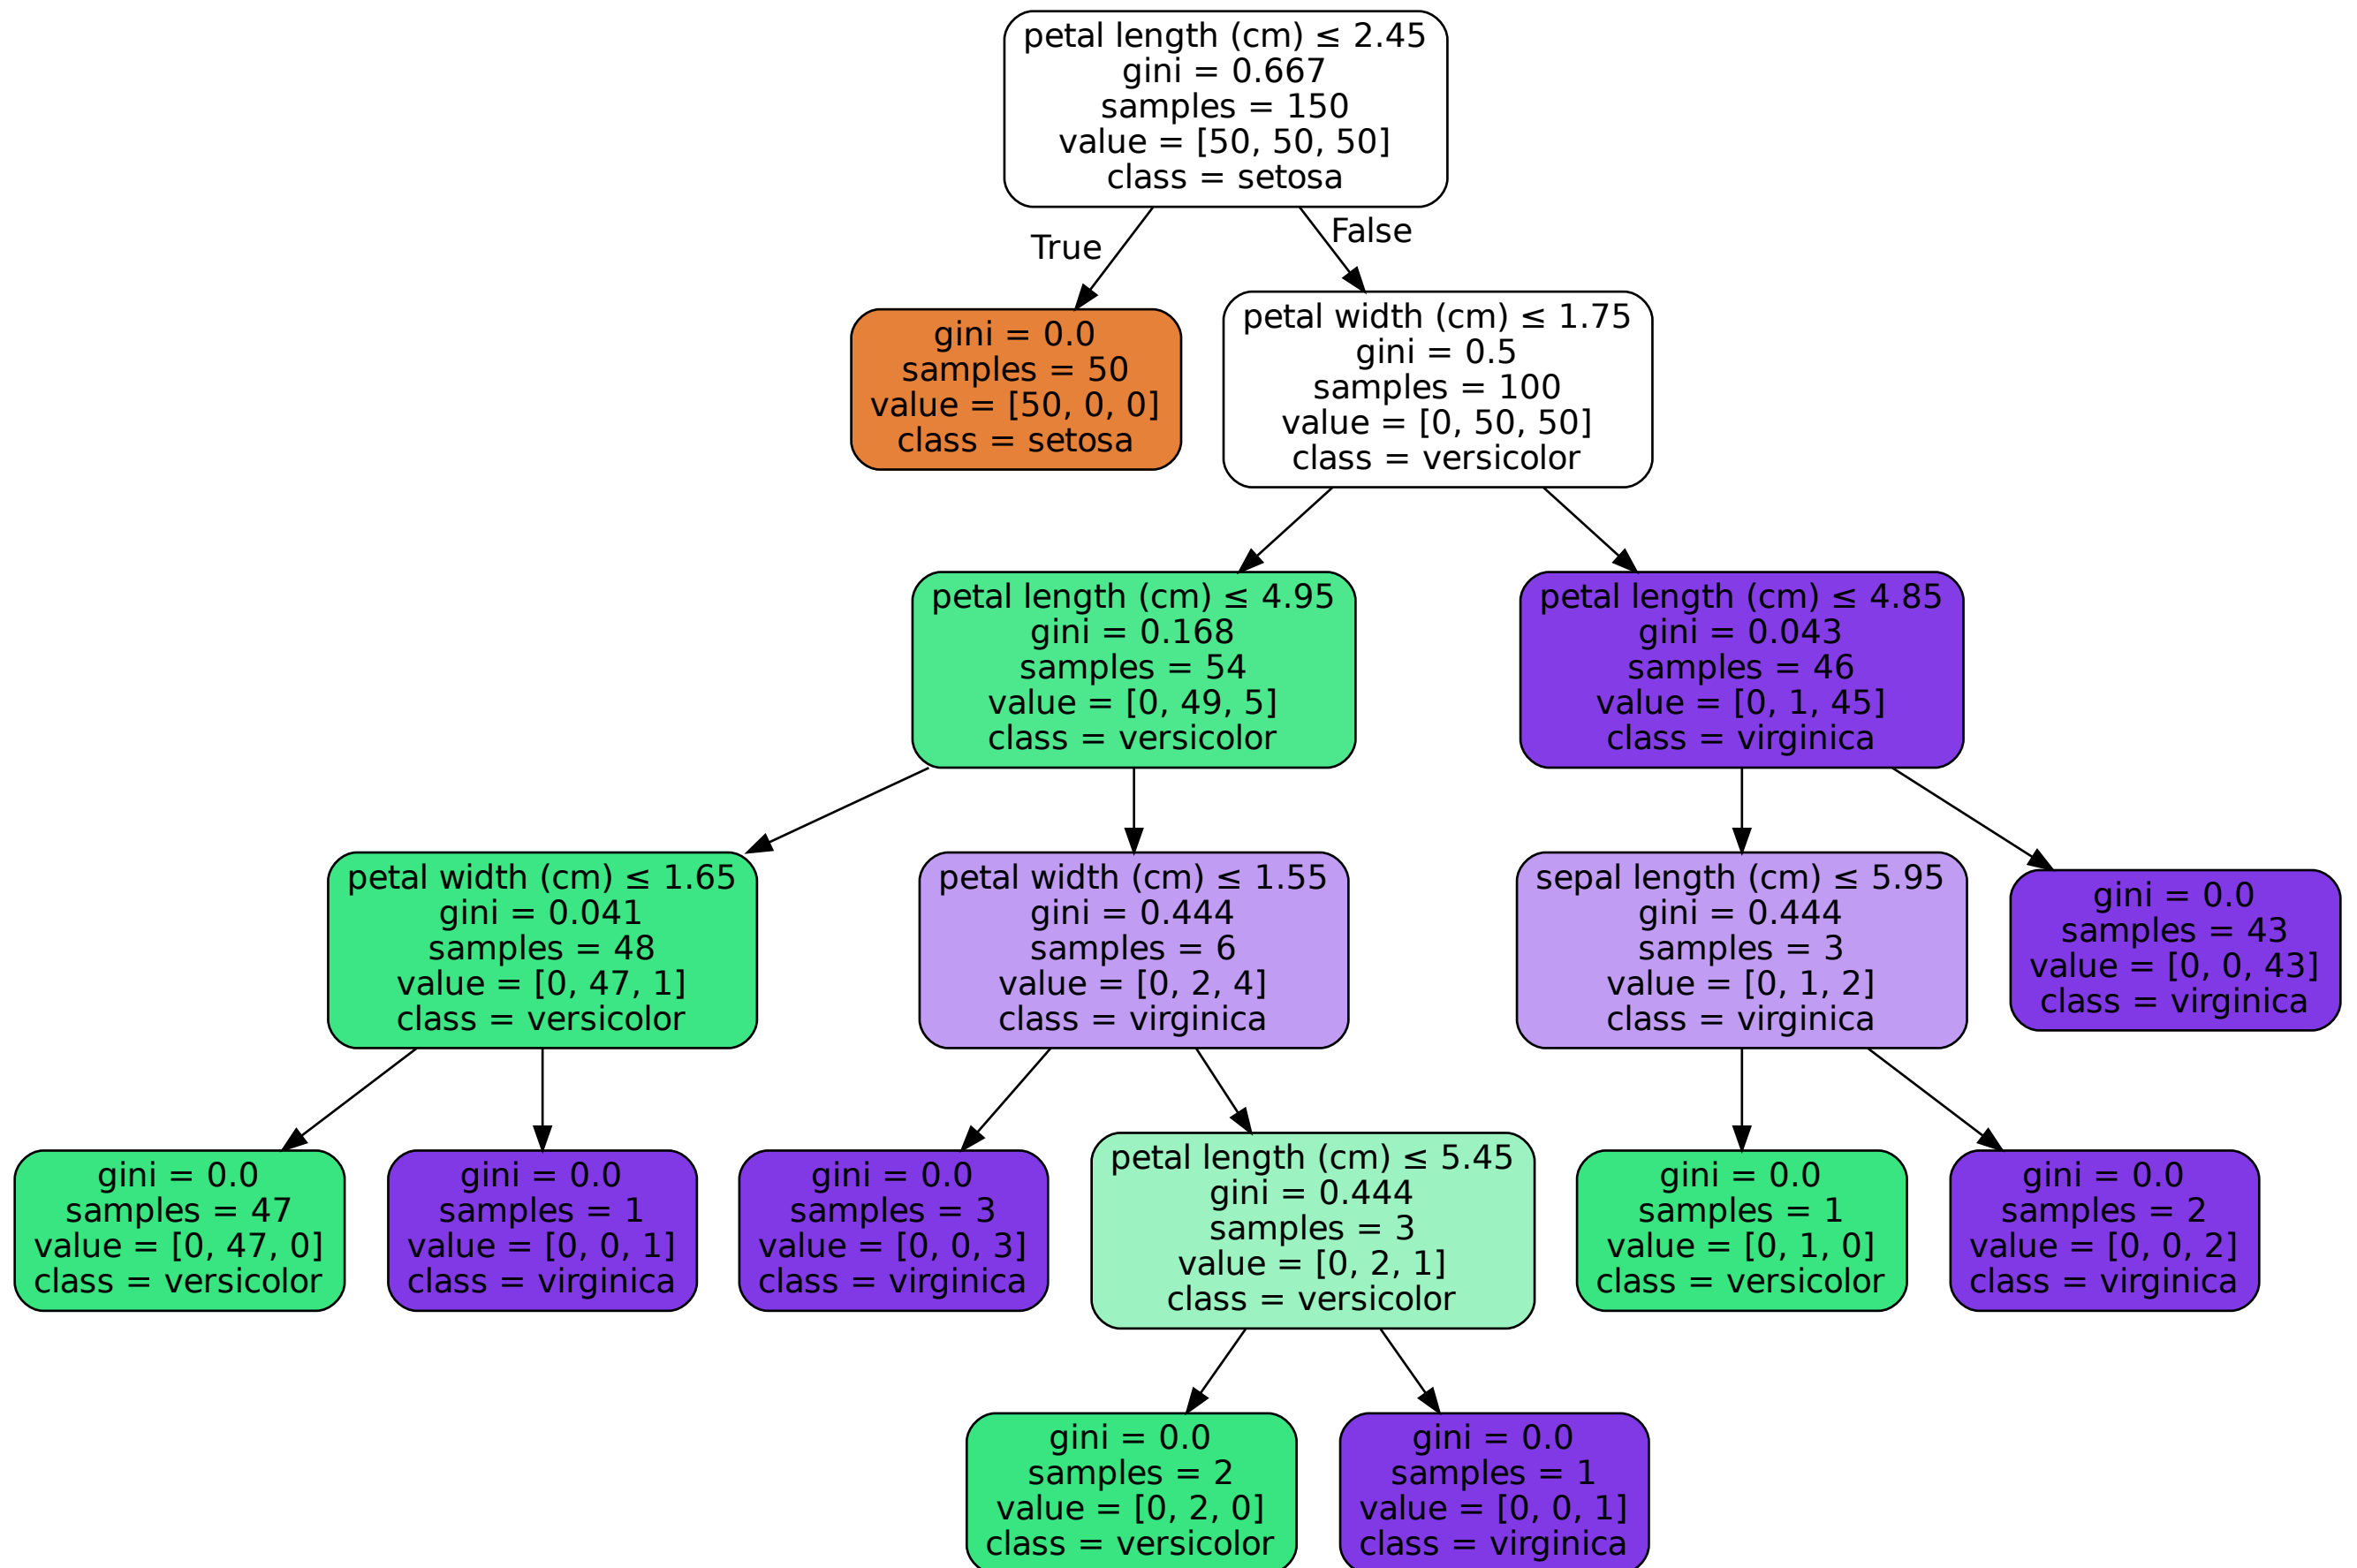 petal length (cm) ≤ 2.45
gini = 0.667
samples = 150
value = [50, 50, 50]
class = setosa
True
False
gini = 0.0
samples = 50
value = [50, 0, 0]
class = setosa
petal width (cm) ≤ 1.75
gini = 0.5
samples = 100
value = [0, 50, 50]
class = versicolor
petal length (cm) ≤ 4.95
gini = 0.168
samples = 54
value = [0, 49, 5]
class = versicolor
petal length (cm) ≤ 4.85
gini = 0.043
samples = 46
value = [0, 1, 45]
class = virginica
petal width (cm) ≤ 1.65
gini = 0.041
samples = 48
value = [0, 47, 1]
class = versicolor
petal width (cm) ≤ 1.55
gini = 0.444
samples = 6
value = [0, 2, 4]
class = virginica
sepal length (cm) ≤ 5.95
gini = 0.444
samples = 3
value = [0, 1, 2]
class = virginica
gini = 0.0
samples = 43
value = [0, 0, 43]
class = virginica
gini = 0.0
samples = 47
value = [0, 47, 0]
class = versicolor
gini = 0.0
samples = 1
value = [0, 0, 1]
class = virginica
gini = 0.0
samples = 3
value = [0, 0, 3]
class = virginica
petal length (cm) ≤ 5.45
gini = 0.444
samples = 3
value = [0, 2, 1]
class = versicolor
gini = 0.0
samples = 1
value = [0, 1, 0]
class = versicolor
gini = 0.0
samples = 2
value = [0, 0, 2]
class = virginica
gini = 0.0
samples = 2
value = [0, 2, 0]
class = versicolor
gini = 0.0
samples = 1
value = [0, 0, 1]
class = virginica